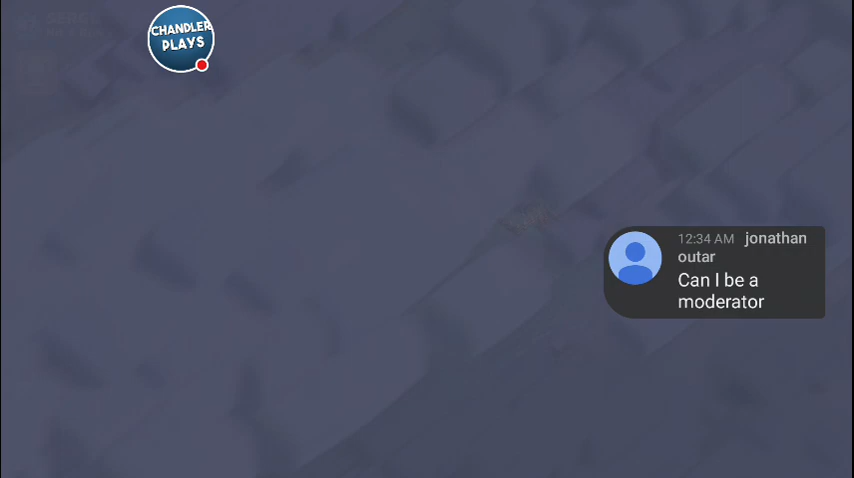 CHANDLER
PLAYS
12:34 AM jonathan
outar
Can I be a
moderator